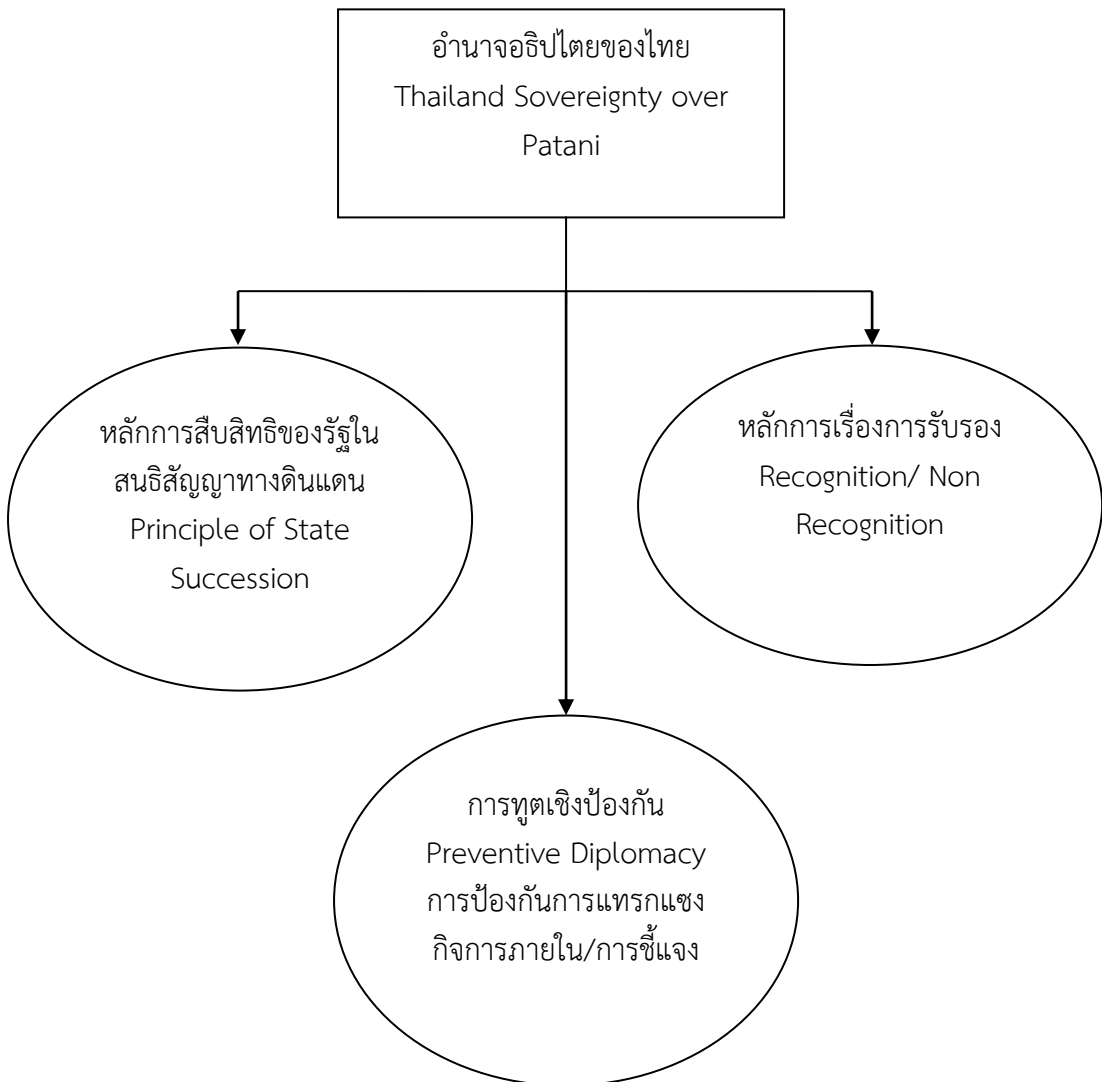 อำนาจอธิปไตยของไทย
Thailand Sovereignty over
Patani
หลักการสืบสิทธิของรัฐใน
สนธิสัญญาทางดินแดน
Principle of State
Succession
หลักการเรื่องการรับรอง
Recognition/ Non
Recognition
การทูตเชิงป้องกัน
Preventive Diplomacy
การป้องกันการแทรกแซง
กิจการภายใน/การชี้แจง